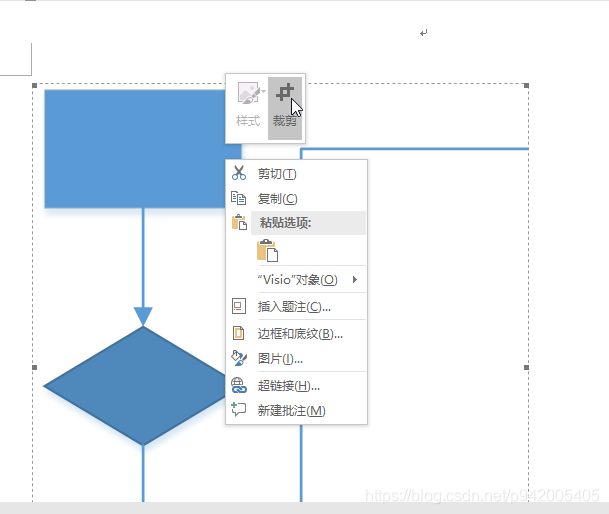 样式
裁剪
剪切(T)
复制(C)
粘贴选项:
“Visio”对象(O)
插入题注(C)...
边框和底纹(B)...
图片(I)...
超链接(H)...
新建批注(M)
https://blog.csdn.net/p942005405